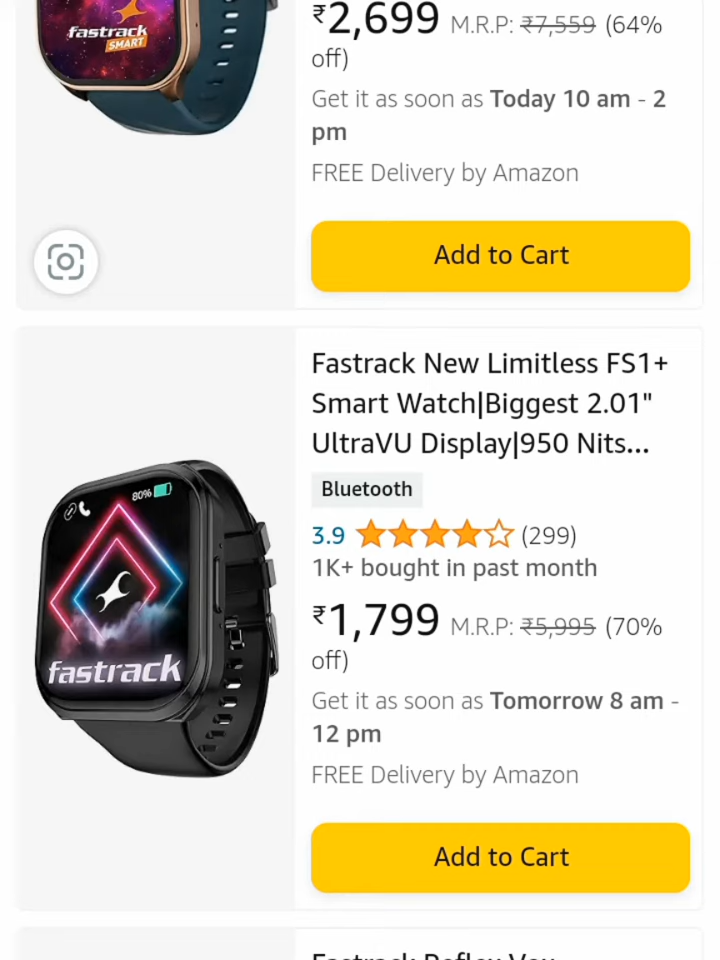 fastrack
SMART
₹2,699 M.R.P: ₹7,559 (64%
off)
Get it as soon as Today 10 am - 2
pm
FREE Delivery by Amazon
Add to Cart
Fastrack New Limitless FS1+
Smart Watch|Biggest 2.01"
UltraVU Display|950 Nits...
Bluetooth
3.9 (299)
1K+ bought in past month
80%
fastrack
₹1,799 M.R.P: ₹5,995 (70%
off)
Get it as soon as Tomorrow 8 am -
12 pm
FREE Delivery by Amazon
Add to Cart
Fastrack Reflex Vox